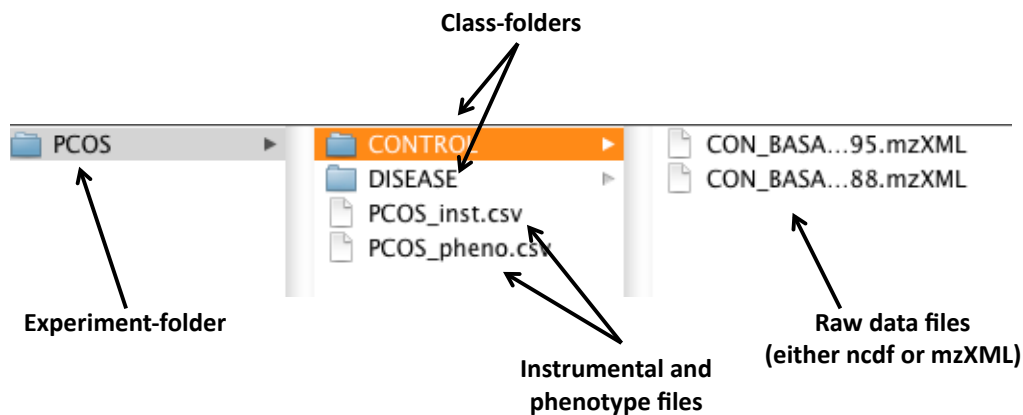 Class-folders
PCOS
CONTROL
CON_BASA...95.mzXML
DISEASE
CON_BASA...88.mzXML
PCOS_inst.csv
PCOS_pheno.csv
Experiment-folder
Raw data files
(either ncdf or mzXML)
Instrumental and
phenotype files